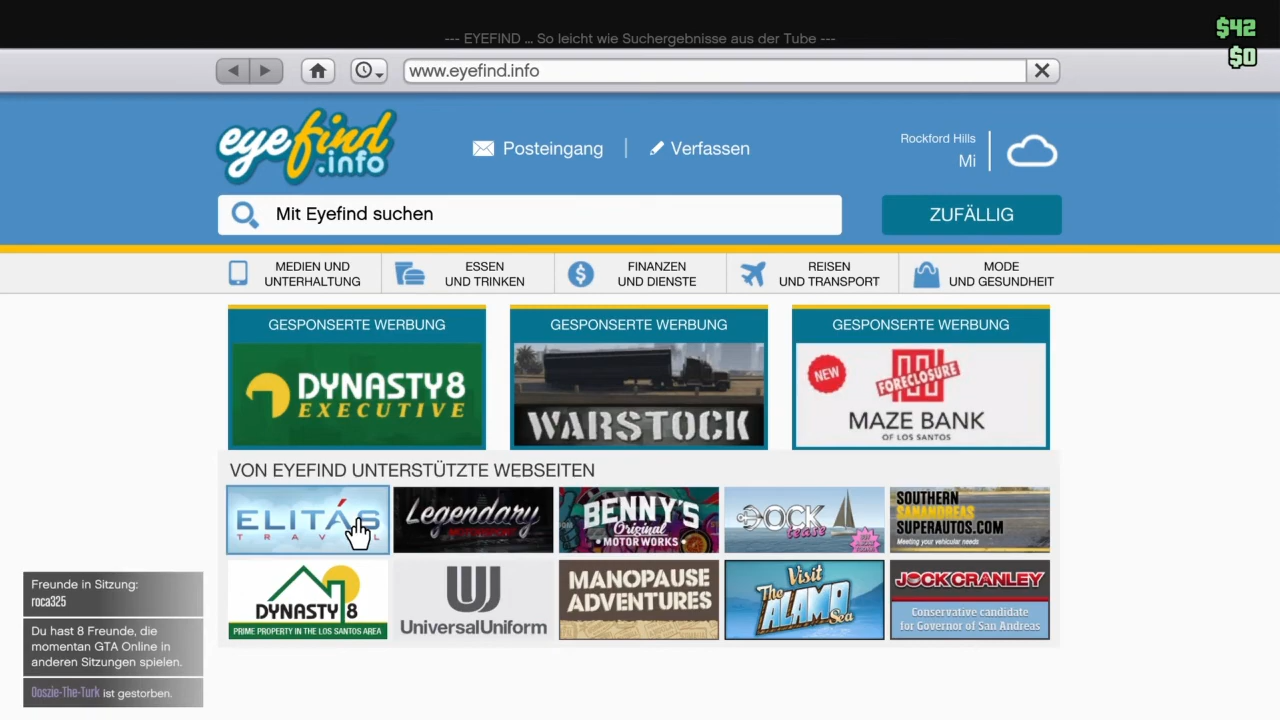 --- EYEFIND ... So leicht wie Suchergebnisse aus der Tube ---
$42
$0
www.eyefind.info
eyefind
.info
Posteingang
Verfassen
Rockford Hills
Mi
Mit Eyefind suchen
ZUFÄLLIG
MEDIEN UND
UNTERHALTUNG
ESSEN
UND TRINKEN
FINANZEN
UND DIENSTE
REISEN
UND TRANSPORT
MODE
UND GESUNDHEIT
GESPONSERTE WERBUNG
DYNASTY 8
EXECUTIVE
GESPONSERTE WERBUNG
WARSTOCK
GESPONSERTE WERBUNG
NEW
FORECLOSURE
MAZE BANK
OF LOS SANTOS
VON EYEFIND UNTERSTÜTZTE WEBSEITEN
ELITÁS
Legendary
BENNY'S
Original
MOTOR WORKS
DOCK
tease
SOUTHERN
SANANDREAS
SUPERAUTOS.COM
Meeting your vehicular needs
DYNASTY 8
PRIME PROPERTY IN THE LOS SANTOS AREA
UniversalUniform
MANOPAUSE
ADVENTURES
Visit
The
ALAMO
Sea
JOCK CRANLEY
Conservative candidate
for Governor of San Andreas
Freunde in Sitzung:
roca325
Du hast 8 Freunde, die
momentan GTA Online in
anderen Sitzungen spielen.
Ooszie-The-Turk ist gestorben.